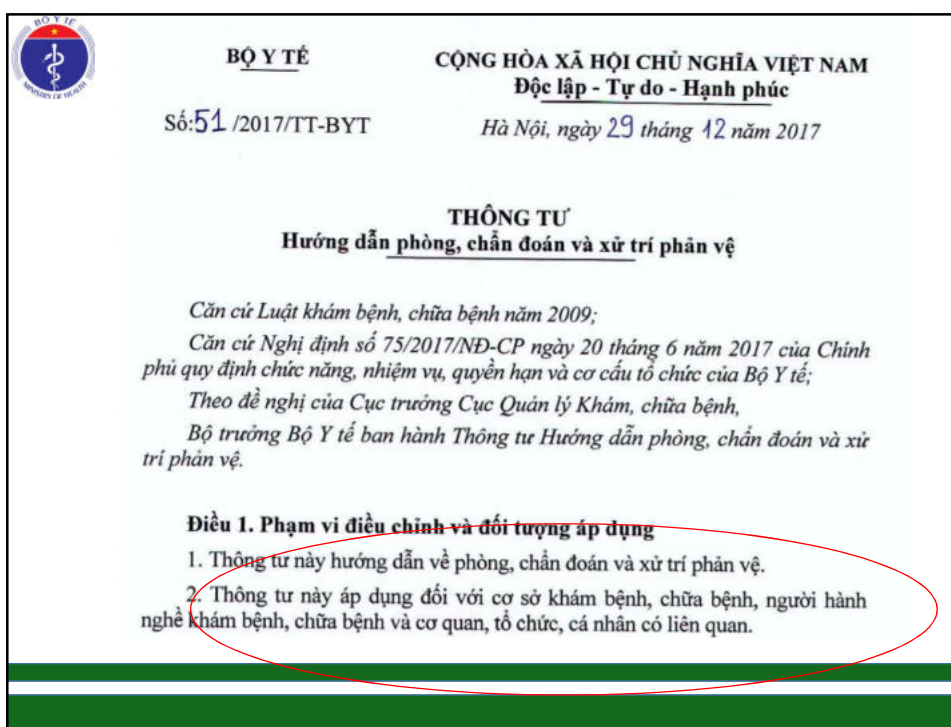 BỘ Y TẾ
MINISTRY OF HEALTH
BỘ Y TẾ
CỘNG HÒA XÃ HỘI CHỦ NGHĨA VIỆT NAM
Độc lập - Tự do - Hạnh phúc
Số:51 /2017/TT-BYT
Hà Nội, ngày 29 tháng 12 năm 2017
THÔNG TƯ
Hướng dẫn phòng, chẩn đoán và xử trí phản vệ
Căn cứ Luật khám bệnh, chữa bệnh năm 2009;
Căn cứ Nghị định số 75/2017/NĐ-CP ngày 20 tháng 6 năm 2017 của Chính
phủ quy định chức năng, nhiệm vụ, quyền hạn và cơ cấu tổ chức của Bộ Y tế;
Theo đề nghị của Cục trưởng Cục Quản lý Khám, chữa bệnh,
Bộ trưởng Bộ Y tế ban hành Thông tư Hướng dẫn phòng, chẩn đoán và xử
trí phản vệ.
Điều 1. Phạm vi điều chỉnh và đối tượng áp dụng
1. Thông tư này hướng dẫn về phòng, chẩn đoán và xử trí phản vệ.
2. Thông tư này áp dụng đối với cơ sở khám bệnh, chữa bệnh, người hành
nghề khám bệnh, chữa bệnh và cơ quan, tổ chức, cá nhân có liên quan.